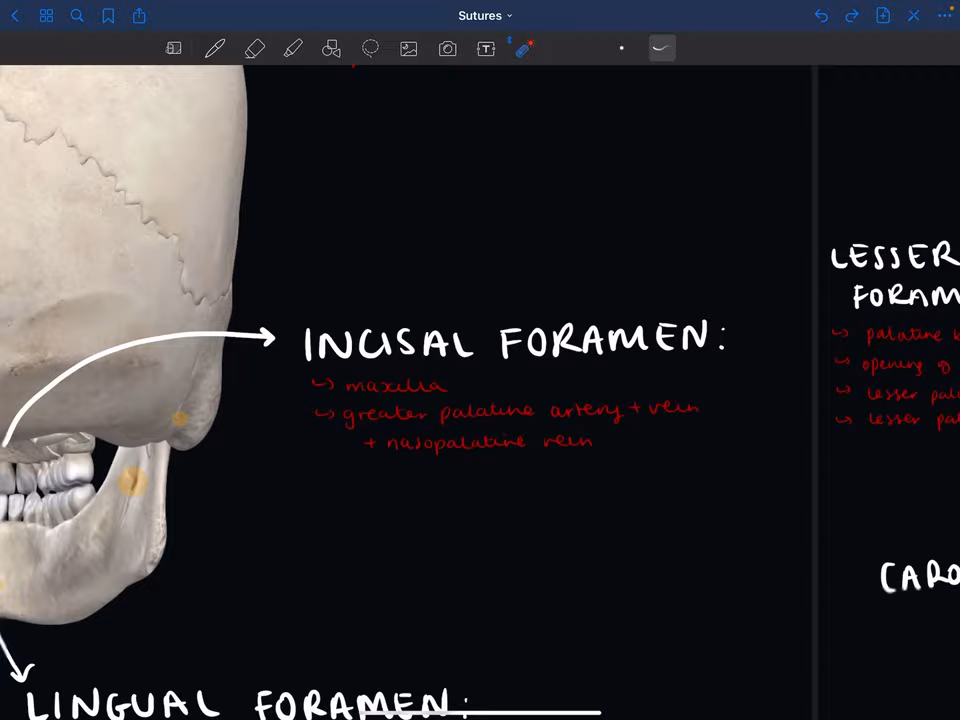 Sutures
INCISAL FORAMEN:
maxilla
greater palatine artery + vein
+ nasopalatine vein
LESSER
FORAM
palatine
opening of
lesser pal
lesser pal
CARO
LINGUAL FORAMEN: